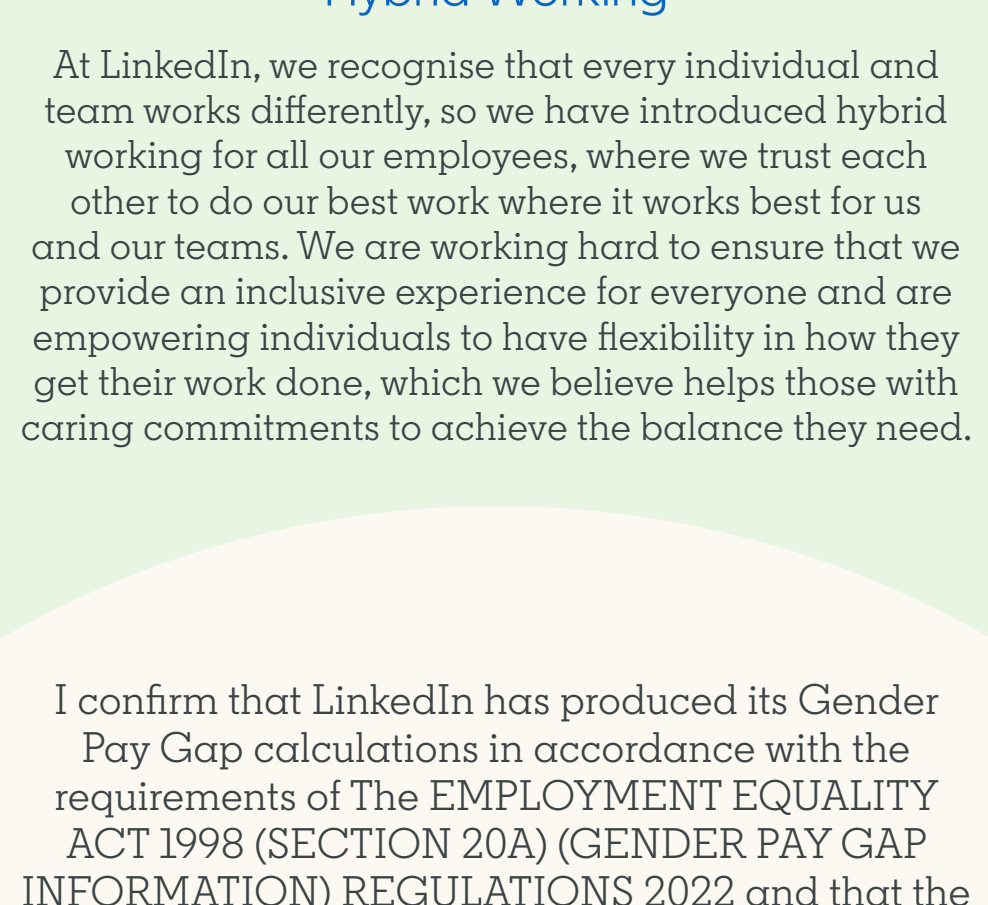 Hybrid Working
At LinkedIn, we recognise that every individual and
team works differently, so we have introduced hybrid
working for all our employees, where we trust each
other to do our best work where it works best for us
and our teams. We are working hard to ensure that we
provide an inclusive experience for everyone and are
empowering individuals to have flexibility in how they
get their work done, which we believe helps those with
caring commitments to achieve the balance they need.
I confirm that LinkedIn has produced its Gender
Pay Gap calculations in accordance with the
requirements of The EMPLOYMENT EQUALITY
ACT 1998 (SECTION 20A) (GENDER PAY GAP
INFORMATION) REGULATIONS 2022 and that the